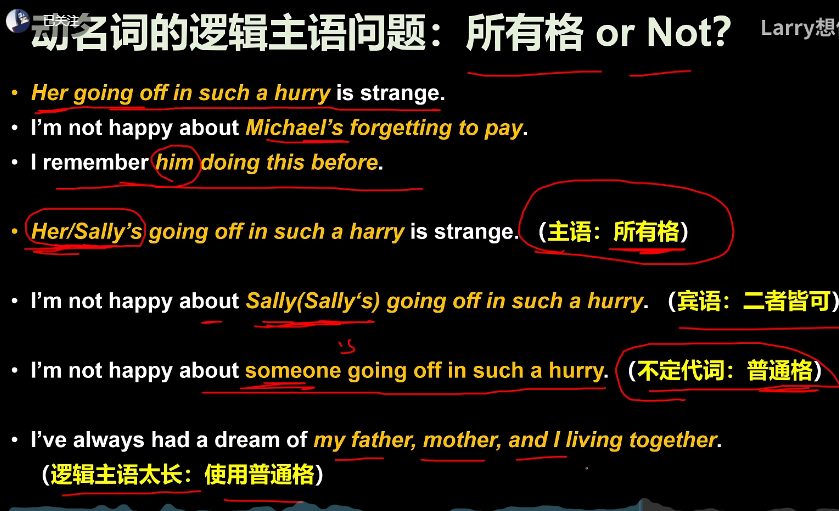 已关注
动名词的逻辑主语问题：所有格 or Not?
Larry想
• Her going off in such a hurry is strange.
• I'm not happy about Michael's forgetting to pay.
• I remember him doing this before.
• Her/Sally's going off in such a harry is strange.（主语：所有格）
• I'm not happy about Sally(Sally's) going off in such a hurry.（宾语：二者皆可）
is
• I'm not happy about someone going off in such a hurry.（不定代词：普通格）
• I've always had a dream of my father, mother, and I living together.
（逻辑主语太长：使用普通格）